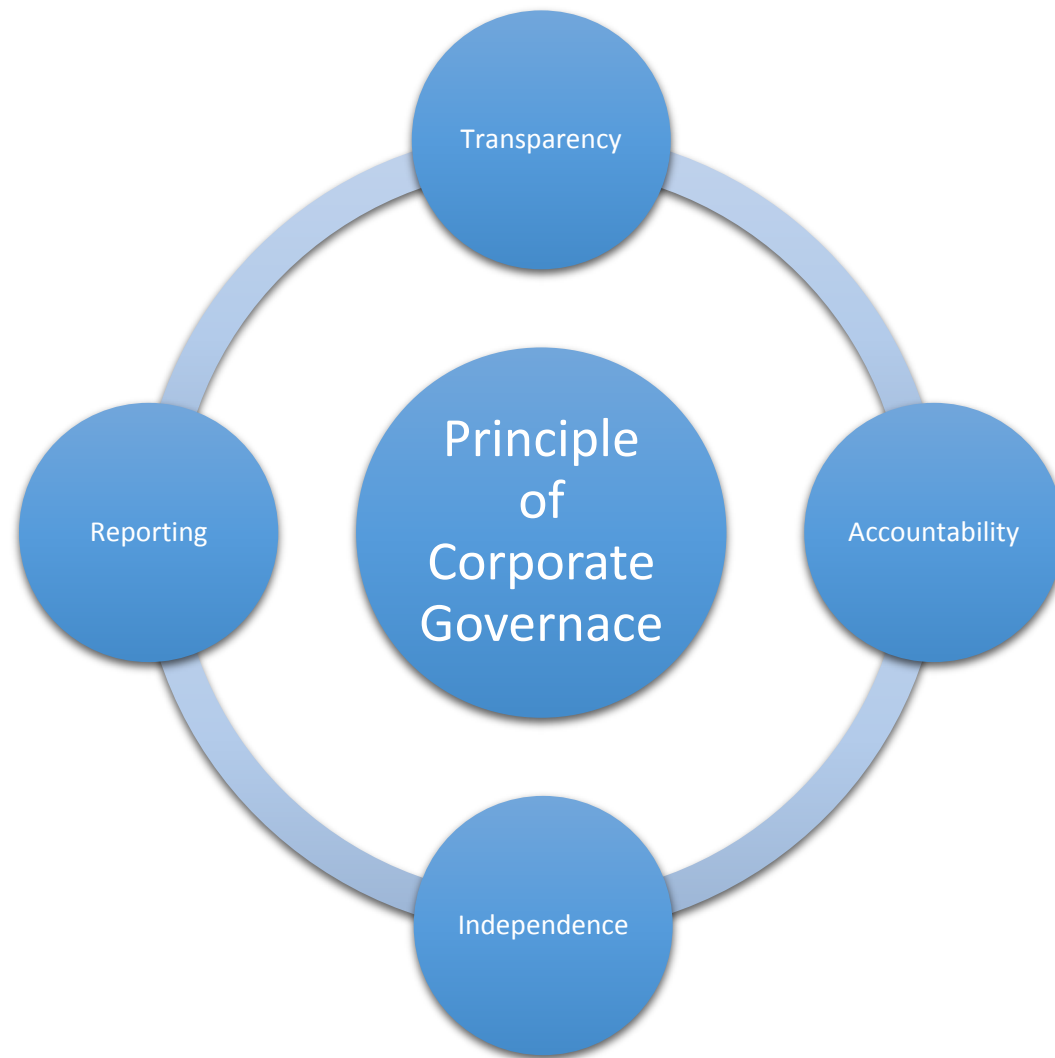 Transparency
Principle
of
Corporate
Governace
Reporting
Accountability
Independence